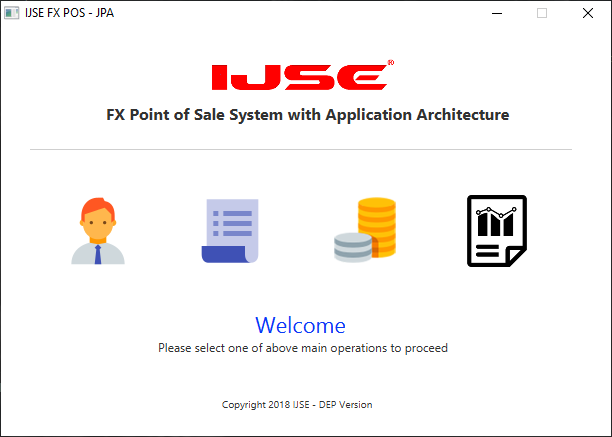 IJSE FX POS - JPA
IJSE®
FX Point of Sale System with Application Architecture
Welcome
Please select one of above main operations to proceed
Copyright 2018 IJSE - DEP Version